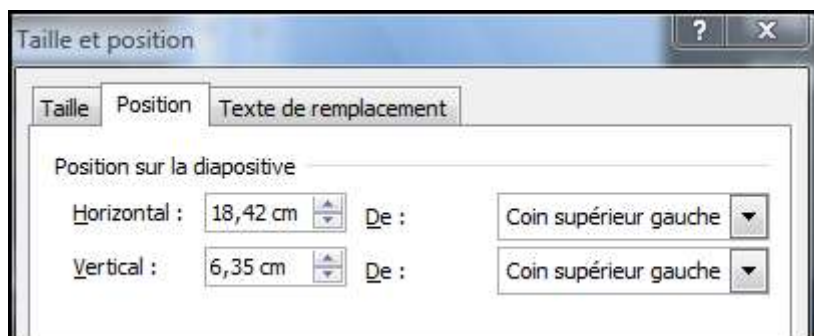 Taille et position
? X
Taille Position Texte de remplacement
Position sur la diapositive
Horizontal : 18,42 cm De : Coin supérieur gauche
Vertical : 6,35 cm De : Coin supérieur gauche